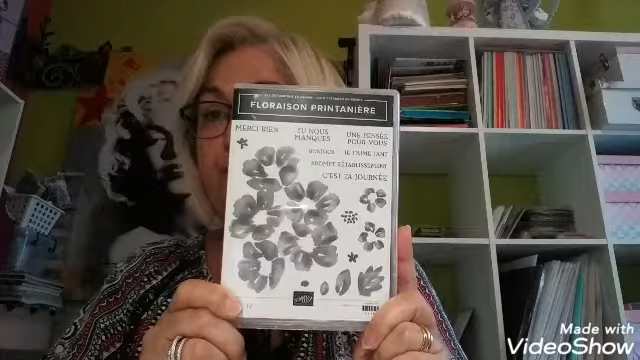 FLORAISON PRINTANIÈRE
MERCI BIEN
TU NOUS
MANQUES
UNE PENSÉE
POUR VOUS
BONJOUR
JE T'AIME TANT
PROMPT RÉTABLISSEMENT
C'EST TA JOURNÉE
Made with
VideoShow